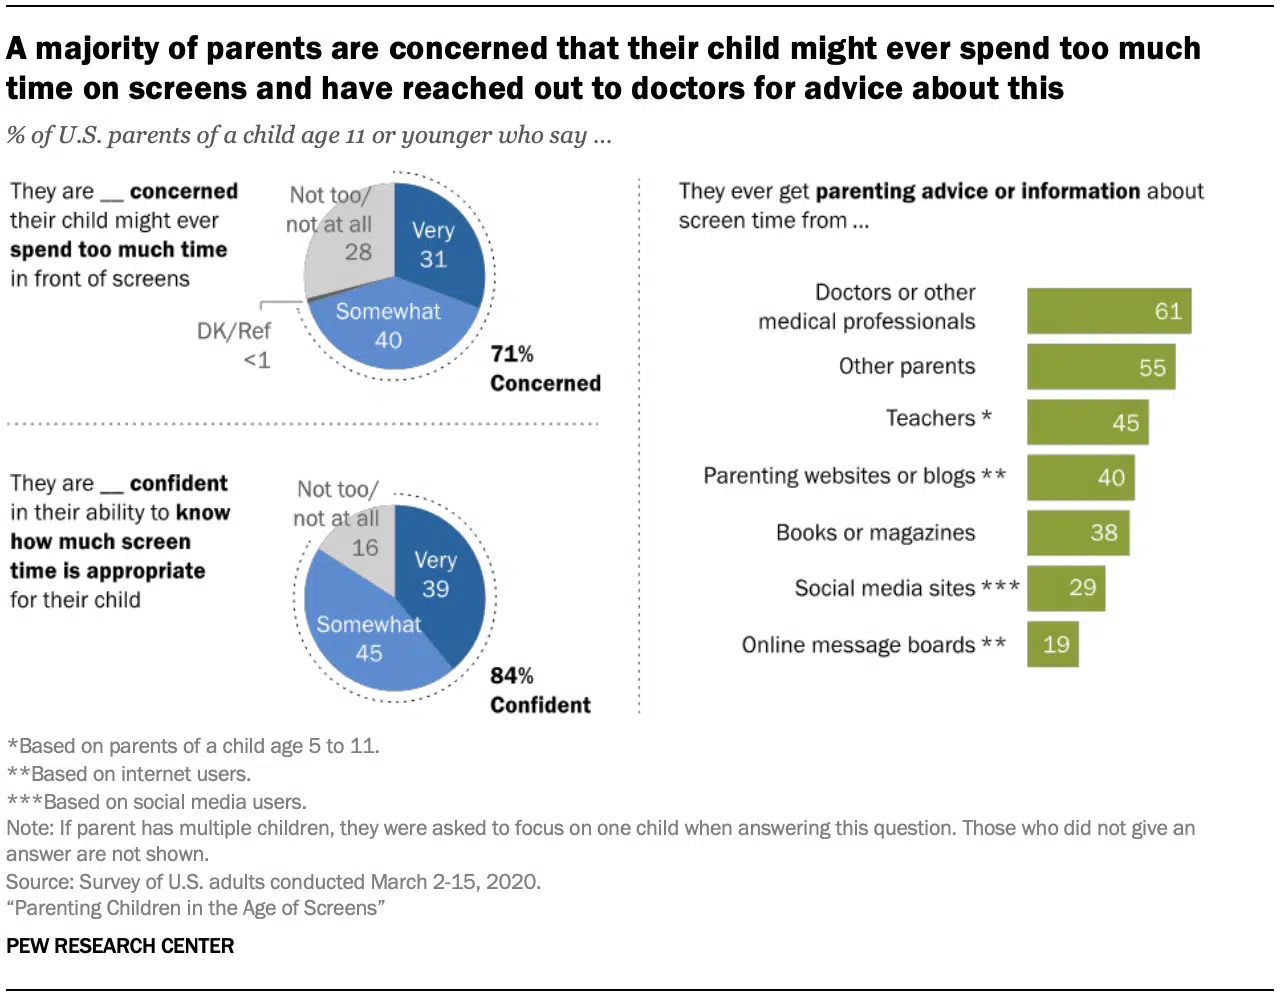 A majority of parents are concerned that their child might ever spend too much
time on screens and have reached out to doctors for advice about this
% of U.S. parents of a child age 11 or younger who say ...
They are __ concerned
their child might ever
spend too much time
in front of screens
Not too/
not at all
28
Very
31
Somewhat
40
DK/Ref
<1
71%
Concerned
They are __ confident
in their ability to know
how much screen
time is appropriate
for their child
Not too/
not at all
16
Very
39
Somewhat
45
84%
Confident
They ever get parenting advice or information about
screen time from ...
Doctors or other
medical professionals
61
Other parents
55
Teachers *
45
Parenting websites or blogs **
40
Books or magazines
38
Social media sites ***
29
Online message boards **
19
*Based on parents of a child age 5 to 11.
**Based on internet users.
***Based on social media users.
Note: If parent has multiple children, they were asked to focus on one child when answering this question. Those who did not give an
answer are not shown.
Source: Survey of U.S. adults conducted March 2-15, 2020.
“Parenting Children in the Age of Screens”
PEW RESEARCH CENTER